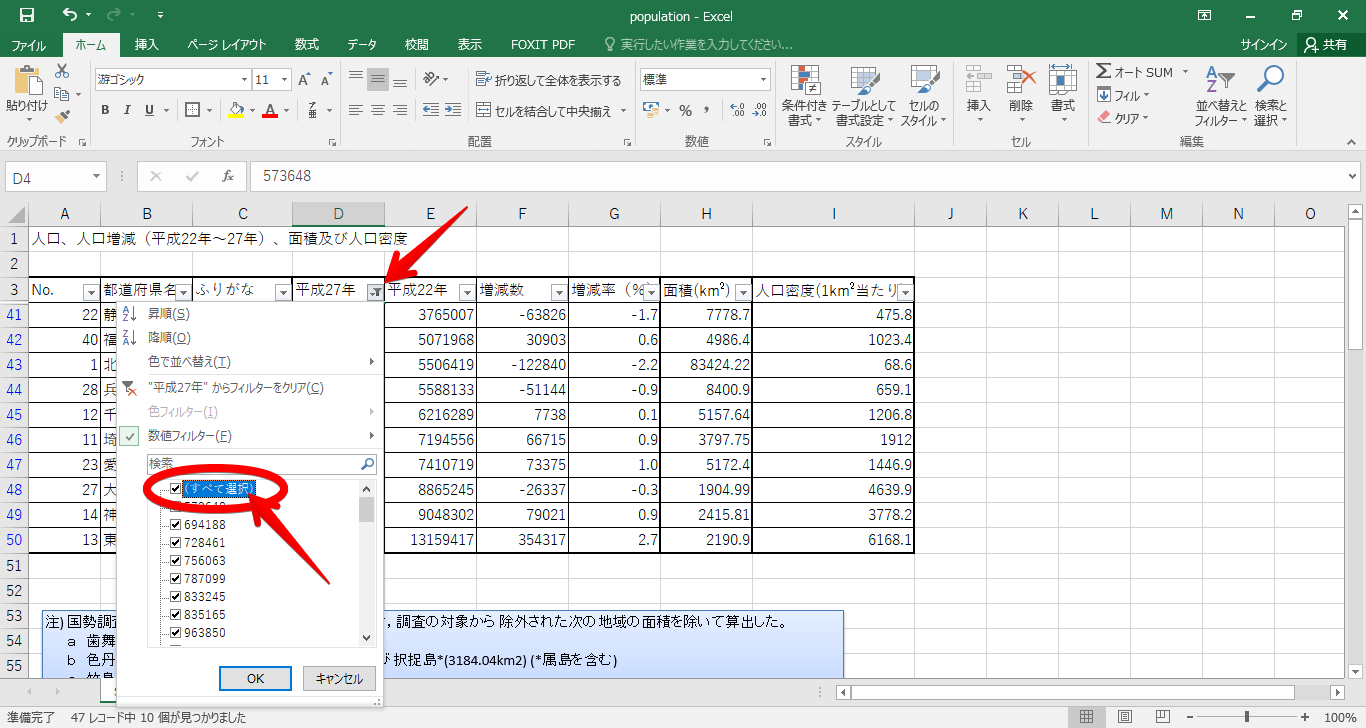 population - Excel
ファイル ホーム 挿入 ページ レイアウト 数式 データ 校閲 表示 FOXIT PDF 実行したい作業を入力してください... サインイン 共有
貼り付け
クリップボード
游ゴシック 11
B I U
フォント
折り返して全体を表示する
セルを結合して中央揃え
配置
標準
% ,
数値
条件付き書式 テーブルとして書式設定 セルのスタイル
スタイル
挿入 削除 書式
セル
Σ オート SUM
フィル
クリア
並べ替えとフィルター 検索と選択
編集
D4 fx 573648
A B C D E F G H I J K L M N O
1 人口、人口増減（平成22年～27年）、面積及び人口密度
2
3 No. 都道府県名 ふりがな 平成27年 平成22年 増減数 増減率（%） 面積(km²) 人口密度(1km²当たり
41 22 静 3765007 -63826 -1.7 7778.7 475.8
42 40 福 5071968 30903 0.6 4986.4 1023.4
43 1 北 5506419 -122840 -2.2 83424.22 68.6
44 28 兵 5588133 -51144 -0.9 8400.9 659.1
45 12 千 6216289 7738 0.1 5157.64 1206.8
46 11 埼 7194556 66715 0.9 3797.75 1912
47 23 愛 7410719 73375 1.0 5172.4 1446.9
48 27 大 8865245 -26337 -0.3 1904.99 4639.9
49 14 神 9048302 79021 0.9 2415.81 3778.2
50 13 東 13159417 354317 2.7 2190.9 6168.1
51
52
53 注) 国勢調 , 調査の対象から 除外された次の地域の面積を除いて算出した。
54 a 歯舞
55 b 色丹 び 択捉島*(3184.04km2) (*属島を含む)
昇順(S)
降順(O)
色で並べ替え(T)
"平成27年" からフィルターをクリア(C)
色フィルター(I)
数値フィルター(F)
検索
(すべて選択)
573648
694188
728461
756063
787099
833245
835165
963850
OK キャンセル
準備完了 47 レコード中 10 個が見つかりました 100%